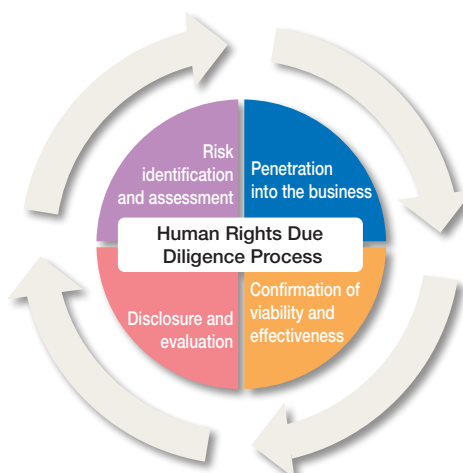 Risk
identification
and assessment
Penetration
into the business
Human Rights Due
Diligence Process
Disclosure and
evaluation
Confirmation of
viability and
effectiveness